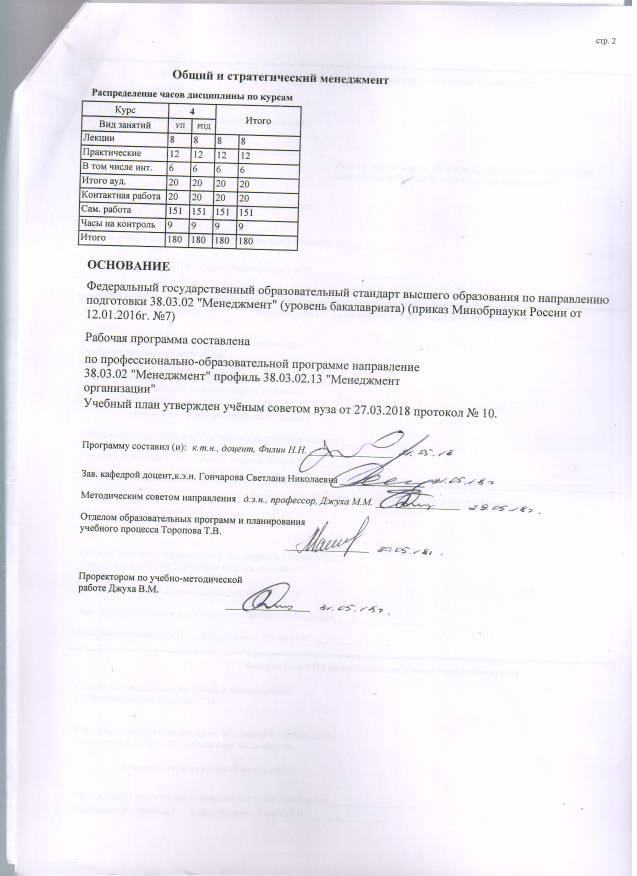 стр. 2
Общий и стратегический менеджмент
Распределение часов дисциплины по курсам
Курс 4 Итого
Вид занятий УП РПД
Лекции 8 8 8 8
Практические 12 12 12 12
В том числе инт. 6 6 6 6
Итого ауд. 20 20 20 20
Контактная работа 20 20 20 20
Сам. работа 151 151 151 151
Часы на контроль 9 9 9 9
Итого 180 180 180 180
ОСНОВАНИЕ
Федеральный государственный образовательный стандарт высшего образования по направлению
подготовки 38.03.02 "Менеджмент" (уровень бакалавриата) (приказ Минобрнауки России от
12.01.2016г. №7)
Рабочая программа составлена
по профессионально-образовательной программе направление
38.03.02 "Менеджмент" профиль 38.03.02.13 "Менеджмент
организации"
Учебный план утвержден учёным советом вуза от 27.03.2018 протокол № 10.
Программу составил (и): к.т.н., доцент, Филин Н.Н.
Зав. кафедрой доцент,к.э.н. Гончарова Светлана Николаевна
Методическим советом направления д.э.н., профессор, Джуха М.М. 29.05.18г.
Отделом образовательных программ и планирования
учебного процесса Торопова Т.В.
Проректором по учебно-методической
работе Джуха В.М. 31.05.18г.